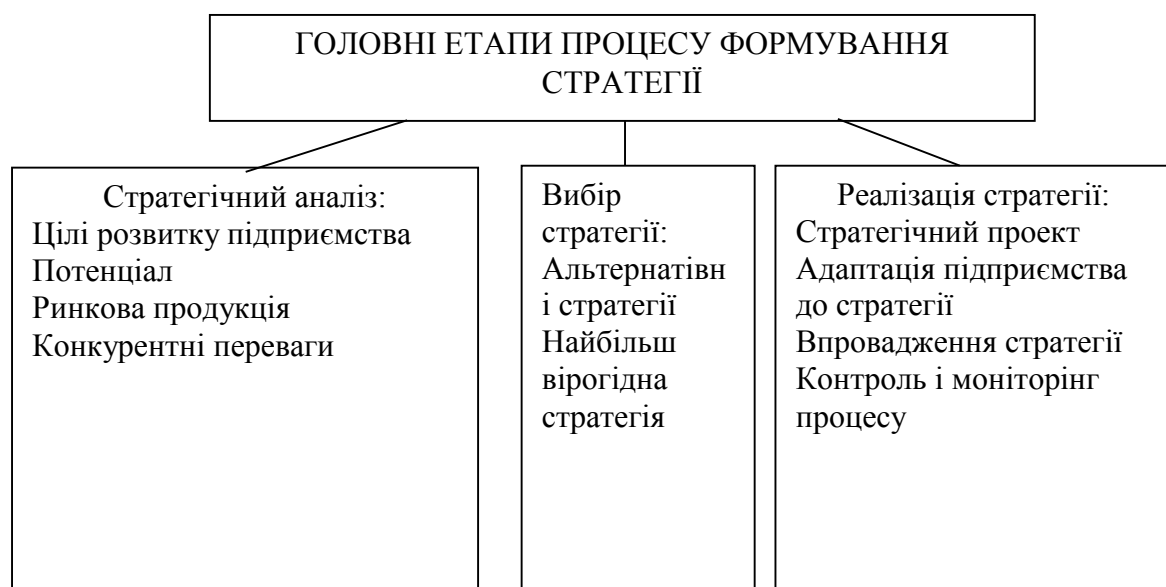 ГОЛОВНІ ЕТАПИ ПРОЦЕСУ ФОРМУВАННЯ
СТРАТЕГІЇ
Стратегічний аналіз:
Цілі розвитку підприємства
Потенціал
Ринкова продукція
Конкурентні переваги
Вибір
стратегії:
Альтернатівн
і стратегії
Найбільш
вірогідна
стратегія
Реалізація стратегії:
Стратегічний проект
Адаптація підприємства
до стратегії
Впровадження стратегії
Контроль і моніторінг
процесу